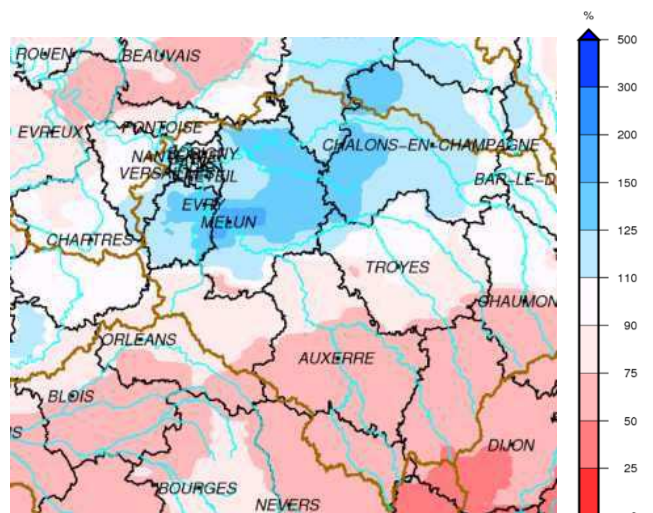 %
ROUEN
BEAUVAIS
500
300
EVREUX
PONTOISE
CHALONS-EN-CHAMPAGNE
200
BAR-LE-D
EVRY
150
MELUN
125
CHARTRES
TROYES
110
CHAUMON
90
ORLEANS
AUXERRE
75
BLOIS
50
DIJON
25
BOURGES
NEVERS